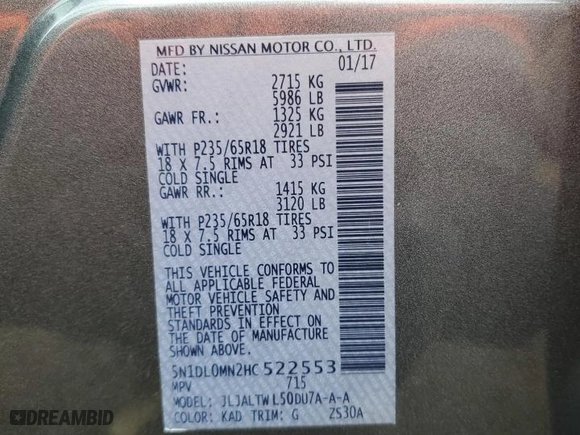 MFD BY NISSAN MOTOR CO., LTD.
DATE: 01/17
GVWR: 2715 KG
5986 LB
GAWR FR.: 1325 KG
2921 LB
WITH P235/65R18 TIRES
18 X 7.5 RIMS AT 33 PSI
COLD SINGLE
GAWR RR.: 1415 KG
3120 LB
WITH P235/65R18 TIRES
18 X 7.5 RIMS AT 33 PSI
COLD SINGLE
THIS VEHICLE CONFORMS TO
ALL APPLICABLE FEDERAL
MOTOR VEHICLE SAFETY AND
THEFT PREVENTION
STANDARDS IN EFFECT ON
THE DATE OF MANUFACTURE
SHOWN ABOVE.
5N1DL0MN2HC522553
MPV 715
MODEL: JLJALTWL50DU7A-A-A
COLOR: KAD TRIM: G 2S30A
DREAMBID